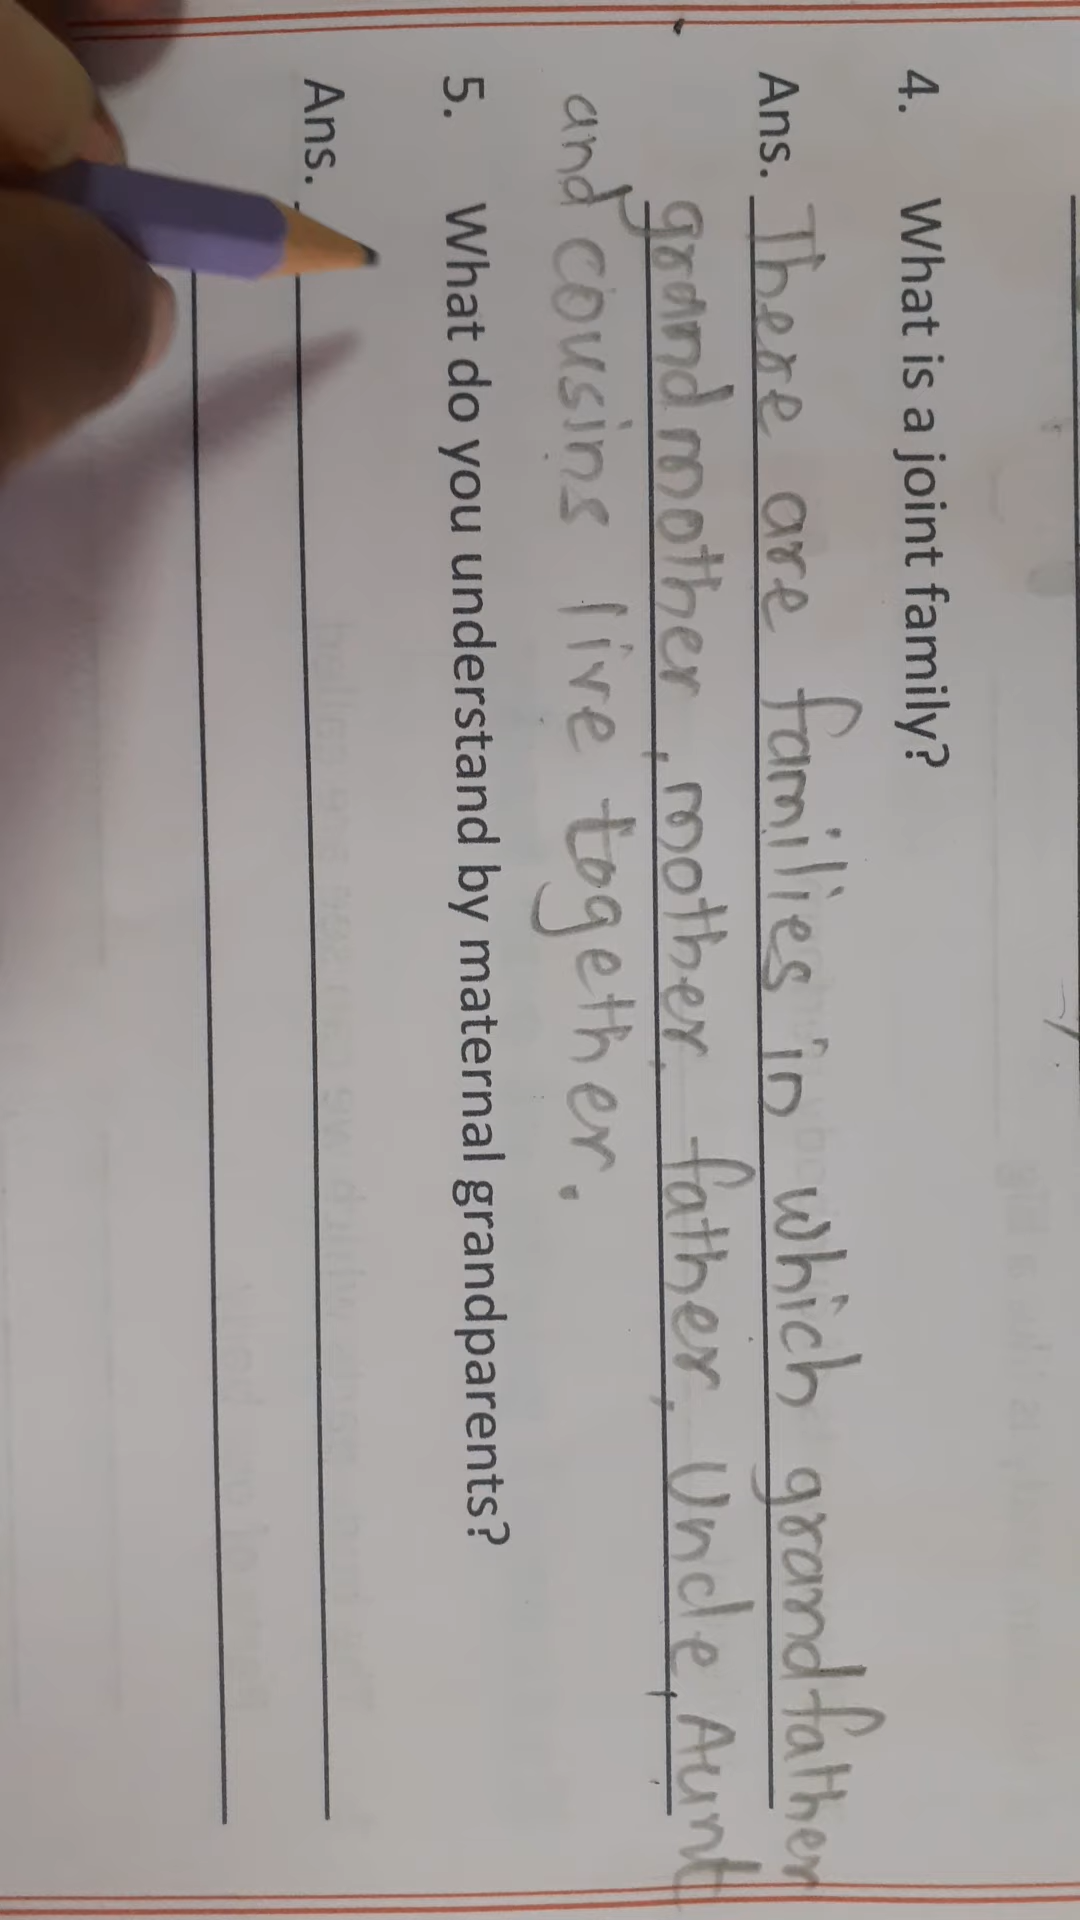 4. What is a joint family?
Ans. There are families in which grandfather
grandmother, mother, father, Uncle, Aunt
and cousins live together.
5. What do you understand by maternal grandparents?
Ans.